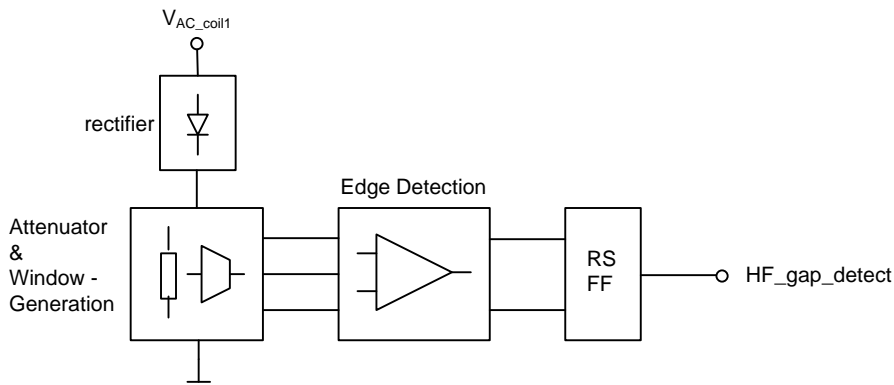 V_AC_coil1
rectifier
Edge Detection
Attenuator
&
Window -
Generation
RS
FF
HF_gap_detect